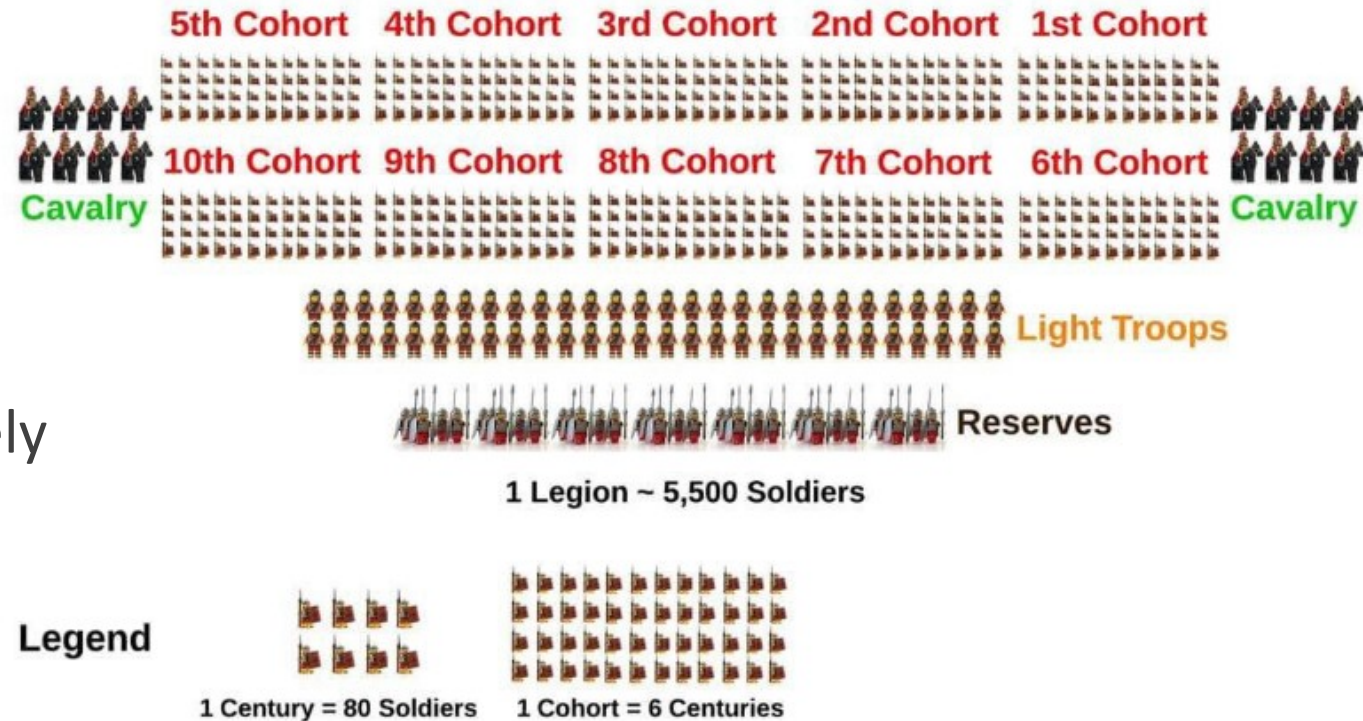 5th Cohort 4th Cohort 3rd Cohort 2nd Cohort 1st Cohort
10th Cohort 9th Cohort 8th Cohort 7th Cohort 6th Cohort
Cavalry Cavalry
Light Troops
ely
Reserves
1 Legion ~ 5,500 Soldiers
Legend
1 Century = 80 Soldiers 1 Cohort = 6 Centuries